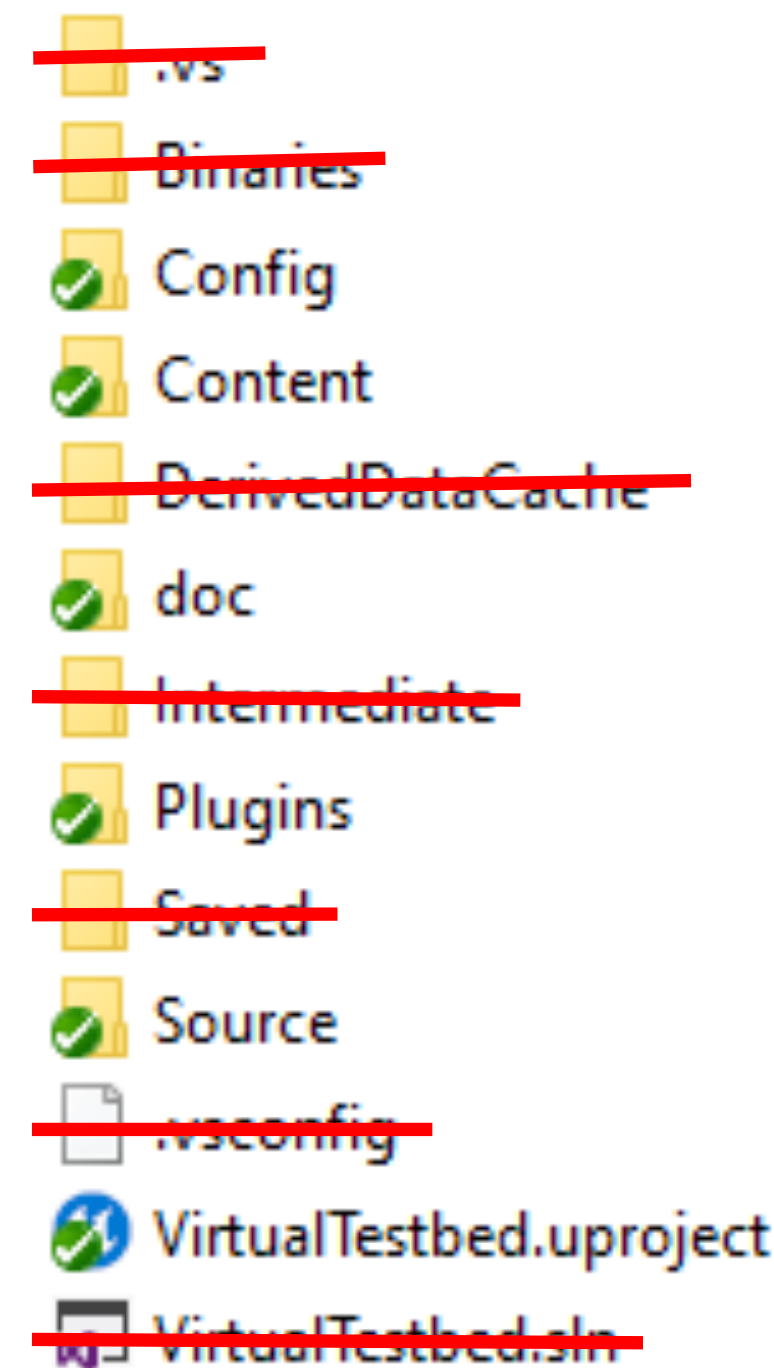 .vs
Binaries
Config
Content
DerivedDataCache
doc
Intermediate
Plugins
Saved
Source
.vsconfig
VirtualTestbed.uproject
VirtualTestbed.sln